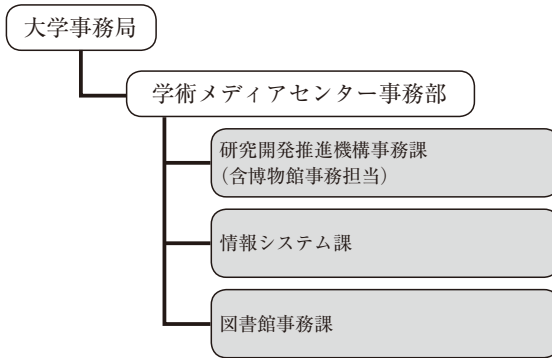 大学事務局
学術メディアセンター事務部
研究開発推進機構事務課
(含博物館事務担当)
情報システム課
図書館事務課